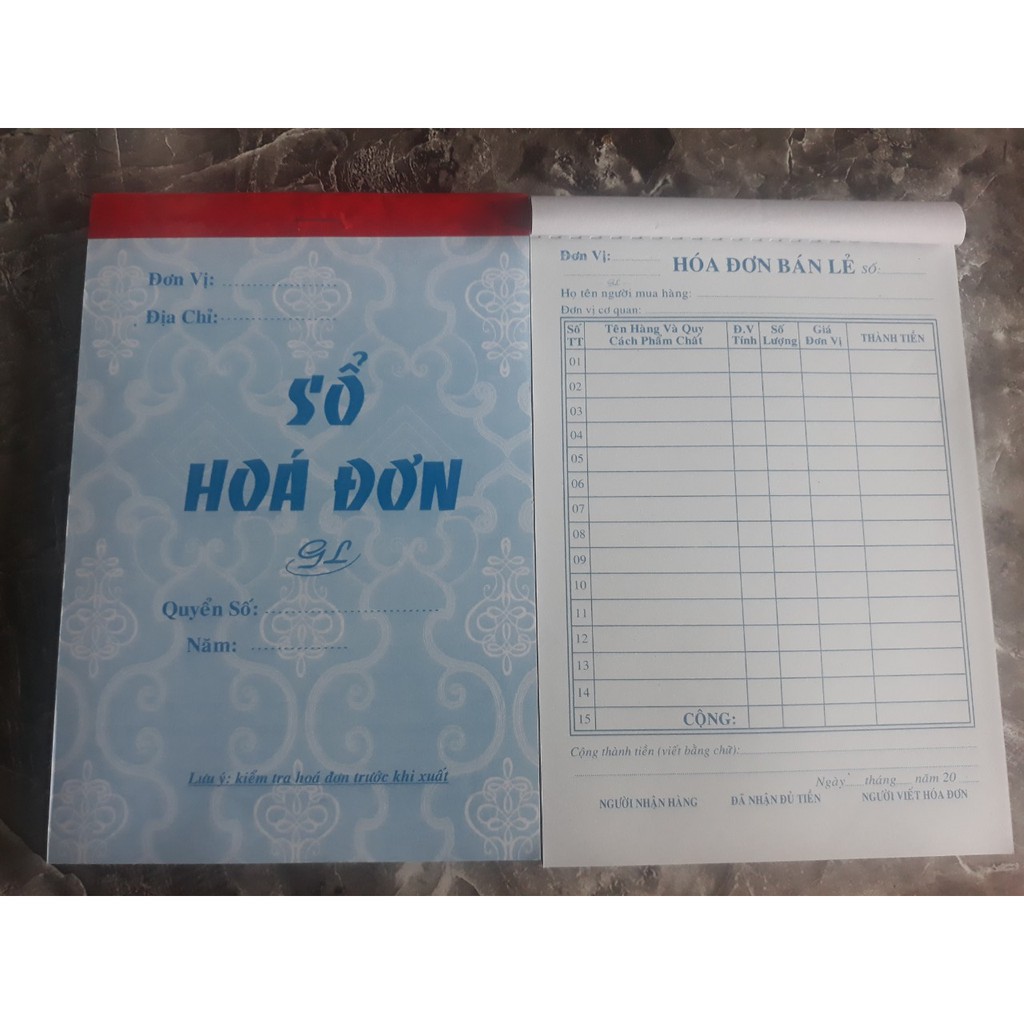 Đơn Vị:
Địa Chỉ:
SỔ
HOÁ ĐƠN
GL
Quyển Số:
Năm:
Lưu ý: kiểm tra hoá đơn trước khi xuất
Đơn Vị:
HÓA ĐƠN BÁN LẺ SỐ:
GL
Họ tên người mua hàng:
Đơn vị cơ quan:
Số TT Tên Hàng Và Quy Cách Phẩm Chất Đ.V Tính Số Lượng Giá Đơn Vị THÀNH TIỀN
01
02
03
04
05
06
07
08
09
10
11
12
13
14
15 CỘNG:
Cộng thành tiền (viết bằng chữ):
Ngày tháng năm 20
NGƯỜI NHẬN HÀNG ĐÃ NHẬN ĐỦ TIỀN NGƯỜI VIẾT HÓA ĐƠN